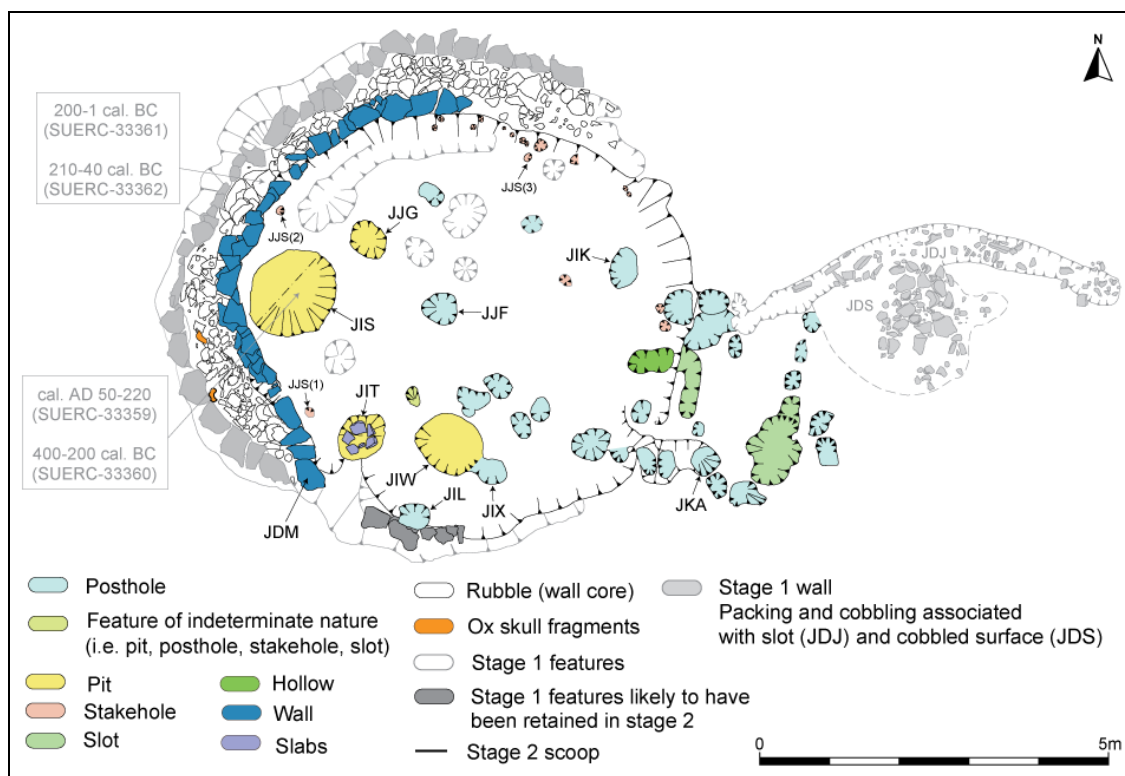 N
200-1 cal. BC
(SUERC-33361)
210-40 cal. BC
(SUERC-33362)
JJS(3)
JJG
JJS(2)
JIK
JDJ
JDS
JIS
JJF
cal. AD 50-220
(SUERC-33359)
400-200 cal. BC
(SUERC-33360)
JJS(1)
JIT
JIW
JIX
JIL
JKA
JDM
Posthole
Feature of indeterminate nature
(i.e. pit, posthole, stakehole, slot)
Pit
Stakehole
Slot
Hollow
Wall
Slabs
Rubble (wall core)
Ox skull fragments
Stage 1 features
Stage 1 features likely to have
been retained in stage 2
Stage 2 scoop
Stage 1 wall
Packing and cobbling associated
with slot (JDJ) and cobbled surface (JDS)
0
5m